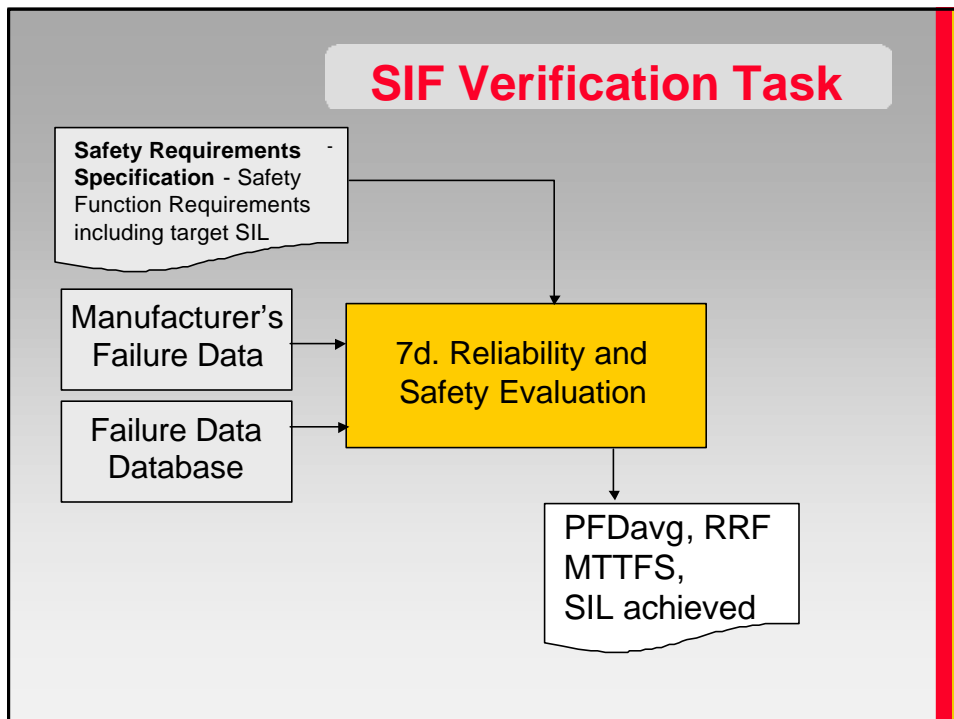 SIF Verification Task
Safety Requirements -
Specification - Safety
Function Requirements
including target SIL
Manufacturer's
Failure Data
7d. Reliability and
Safety Evaluation
Failure Data
Database
PFDavg, RRF
MTTFS,
SIL achieved